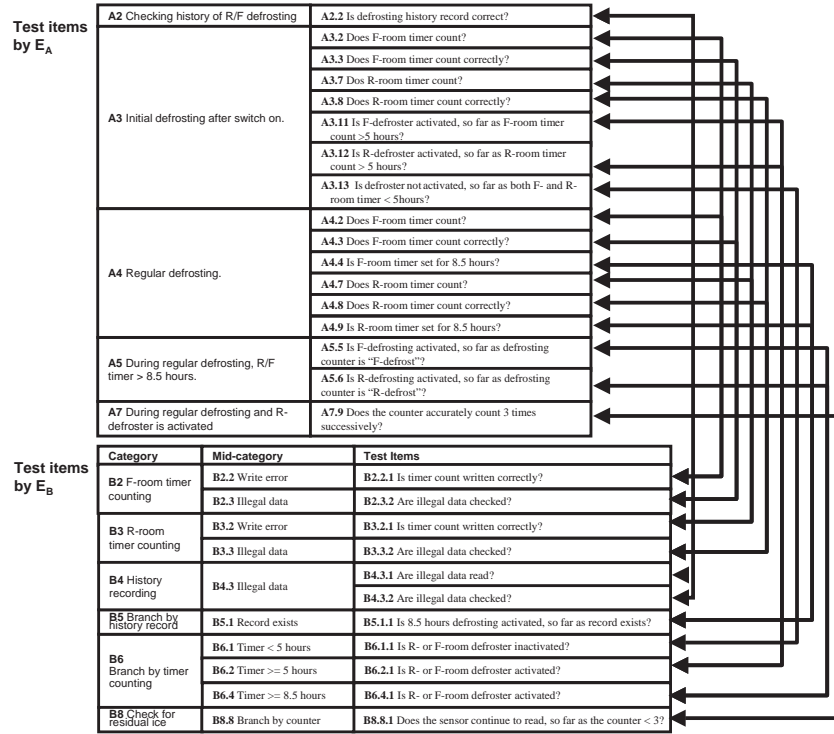 Test items
by EA
A2 Checking history of R/F defrosting
A2.2 Is defrosting history record correct?
A3 Initial defrosting after switch on.
A3.2 Does F-room timer count?
A3.3 Does F-room timer count correctly?
A3.7 Dos R-room timer count?
A3.8 Does R-room timer count correctly?
A3.11 Is F-defroster activated, so far as F-room timer
count >5 hours?
A3.12 Is R-defroster activated, so far as R-room timer
count > 5 hours?
A3.13 Is defroster not activated, so far as both F- and R-
room timer < 5hours?
A4 Regular defrosting.
A4.2 Does F-room timer count?
A4.3 Does F-room timer count correctly?
A4.4 Is F-room timer set for 8.5 hours?
A4.7 Does R-room timer count?
A4.8 Does R-room timer count correctly?
A4.9 Is R-room timer set for 8.5 hours?
A5 During regular defrosting, R/F
timer > 8.5 hours.
A5.5 Is F-defrosting activated, so far as defrosting
counter is “F-defrost”?
A5.6 Is R-defrosting activated, so far as defrosting
counter is “R-defrost”?
A7 During regular defrosting and R-
defroster is activated
A7.9 Does the counter accurately count 3 times
successively?
Test items
by EB
Category Mid-category Test Items
B2 F-room timer
counting
B2.2 Write error
B2.2.1 Is timer count written correctly?
B2.3 Illegal data
B2.3.2 Are illegal data checked?
B3 R-room
timer counting
B3.2 Write error
B3.2.1 Is timer count written correctly?
B3.3 Illegal data
B3.3.2 Are illegal data checked?
B4 History
recording
B4.3 Illegal data
B4.3.1 Are illegal data read?
B4.3.2 Are illegal data checked?
B5 Branch by
history record
B5.1 Record exists
B5.1.1 Is 8.5 hours defrosting activated, so far as record exists?
B6
Branch by timer
counting
B6.1 Timer < 5 hours
B6.1.1 Is R- or F-room defroster inactivated?
B6.2 Timer >= 5 hours
B6.2.1 Is R- or F-room defroster activated?
B6.4 Timer >= 8.5 hours
B6.4.1 Is R- or F-room defroster activated?
B8 Check for
residual ice
B8.8 Branch by counter
B8.8.1 Does the sensor continue to read, so far as the counter < 3?